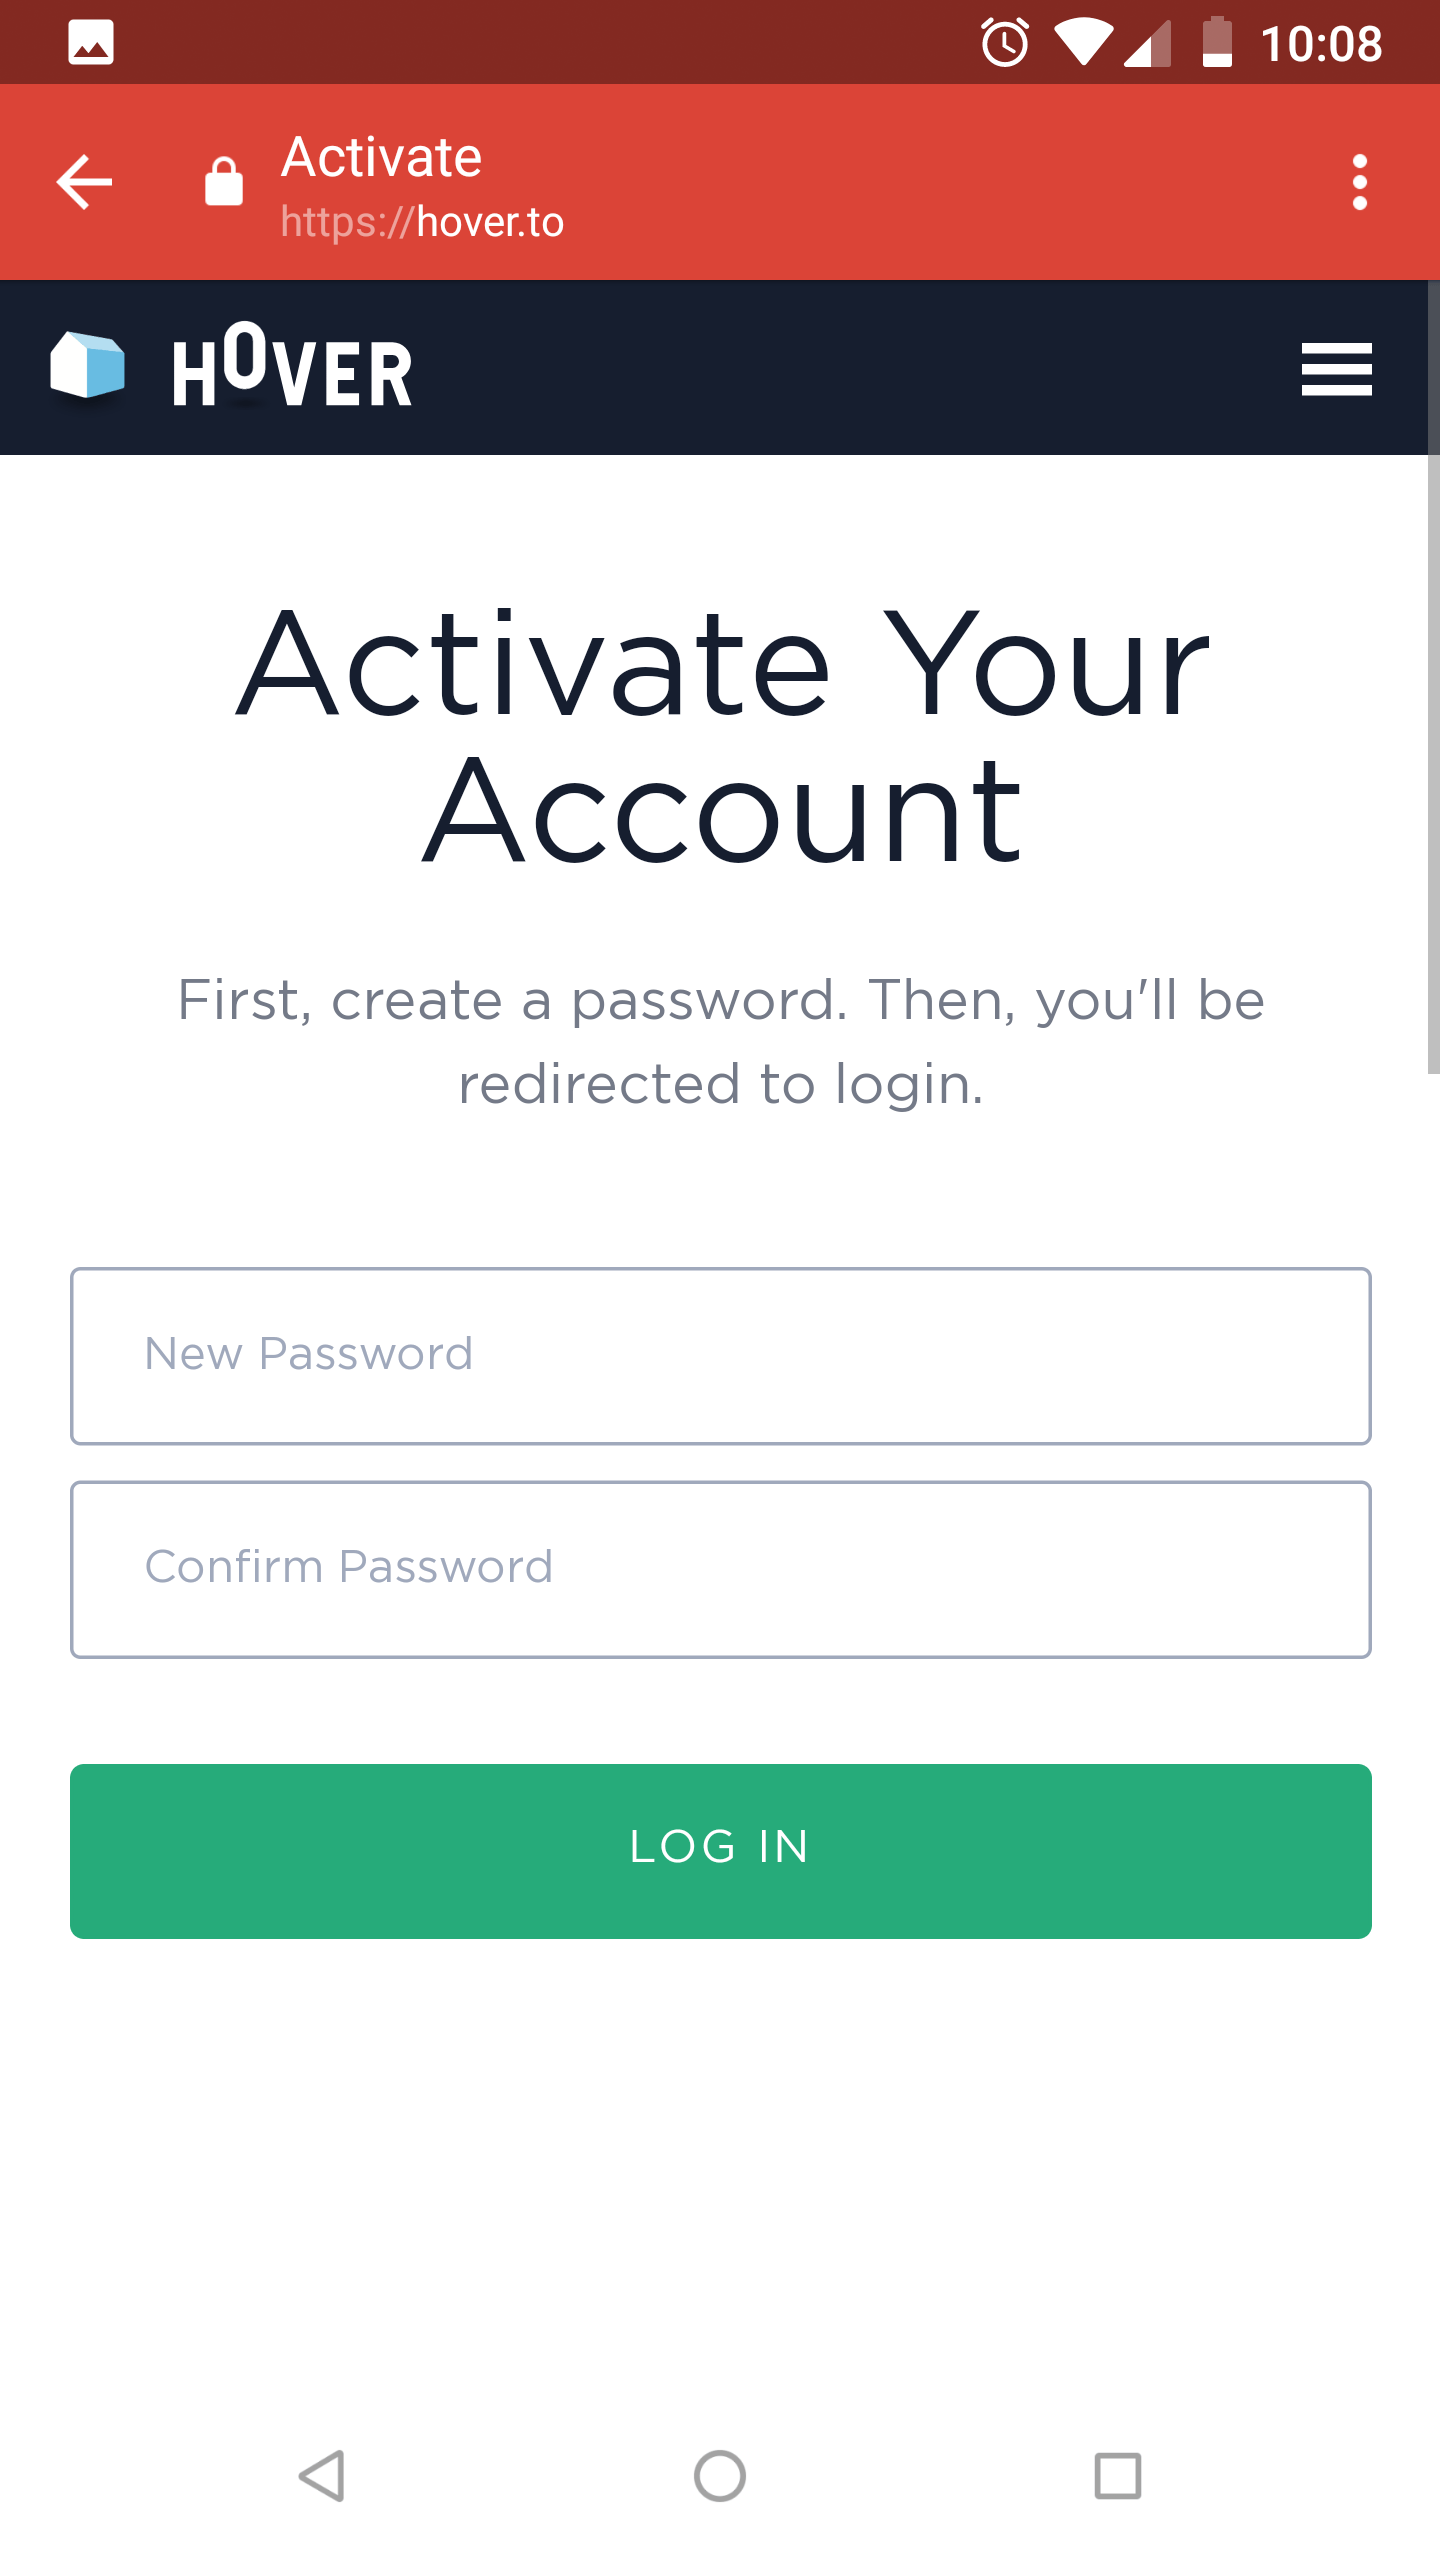 10:08
Activate
https://hover.to
HOVER
Activate Your
Account
First, create a password. Then, you'll be
redirected to login.
New Password
Confirm Password
LOG IN